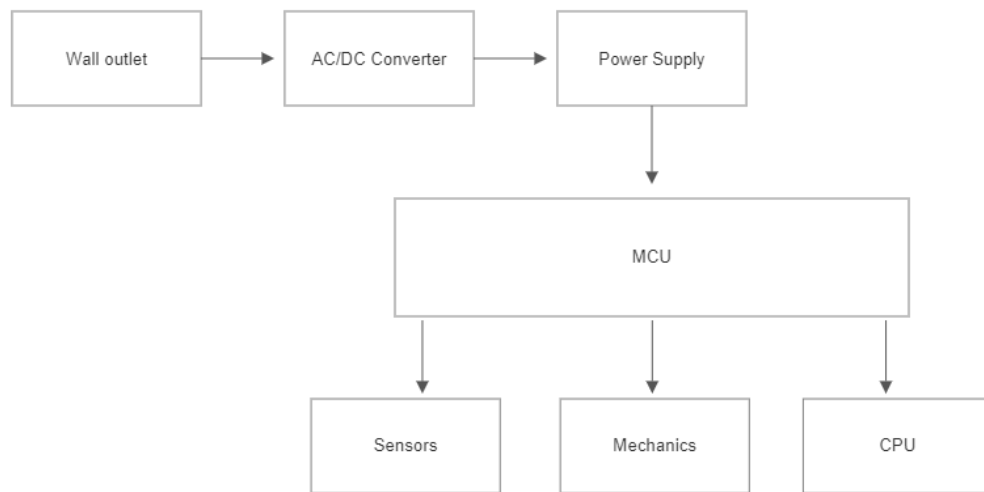 Wall outlet
AC/DC Converter
Power Supply
MCU
Sensors
Mechanics
CPU